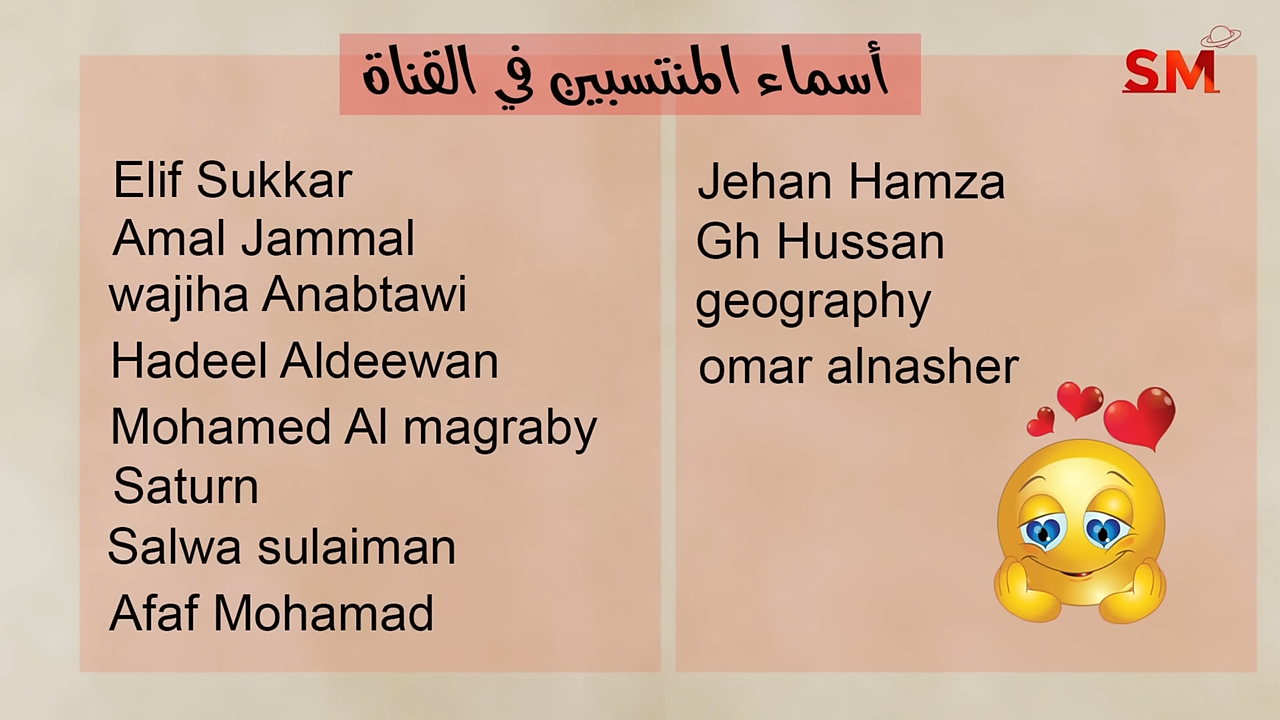 أسماء المنتسبين في القناة
SM
Elif Sukkar
Amal Jammal
wajiha Anabtawi
Hadeel Aldeewan
Mohamed Al magraby
Saturn
Salwa sulaiman
Afaf Mohamad
Jehan Hamza
Gh Hussan
geography
omar alnasher